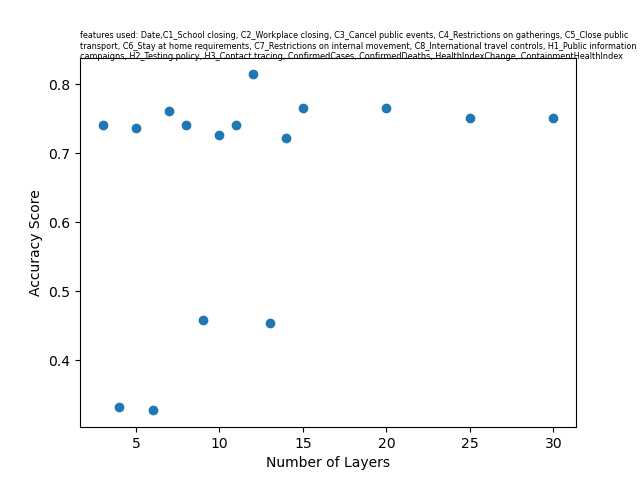 features used: Date,C1_School closing, C2_Workplace closing, C3_Cancel public events, C4_Restrictions on gatherings, C5_Close public
transport, C6_Stay at home requirements, C7_Restrictions on internal movement, C8_International travel controls, H1_Public information
campaigns, H2_Testing policy, H3_Contact tracing, ConfirmedCases, ConfirmedDeaths, HealthIndexChange, ContainmentHealthIndex
0.8
0.7
0.6
0.5
0.4
Accuracy Score
5 10 15 20 25 30
Number of Layers